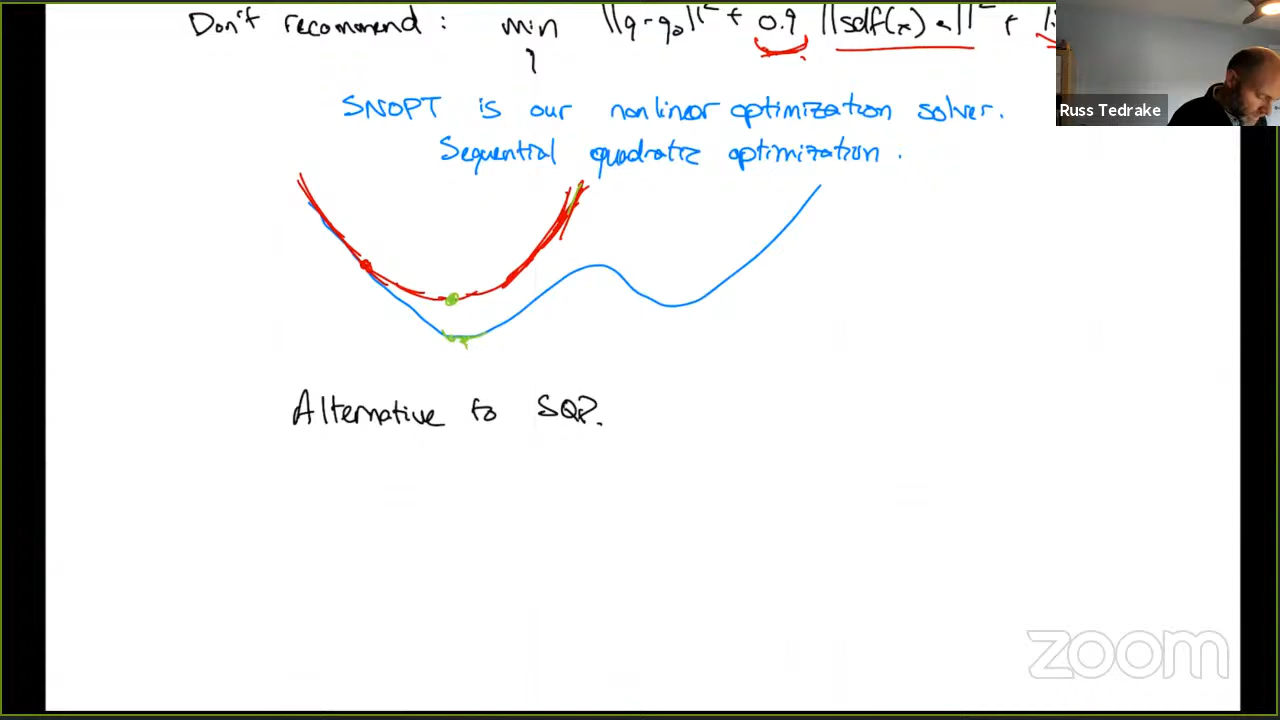 Don't recommend : min ||q-q₀||² + 0.9 ||sdf(x) ||² +
q
Russ Tedrake
SNOPT is our nonlinear optimization solver.
Sequential quadratic optimization.
Alternative to SQP.
zoom